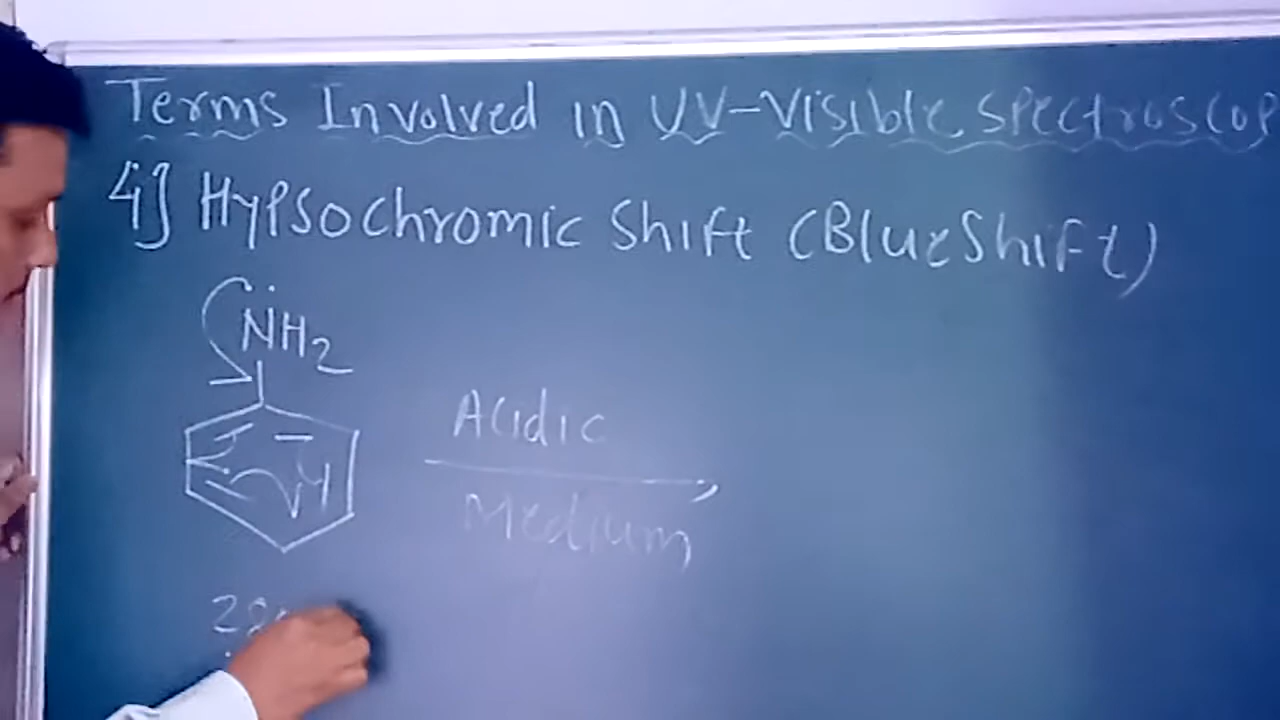 Terms Involved in UV-Visible Spectroscop
4] Hypsochromic Shift (Blue Shift)
NH2
Acidic
Medium